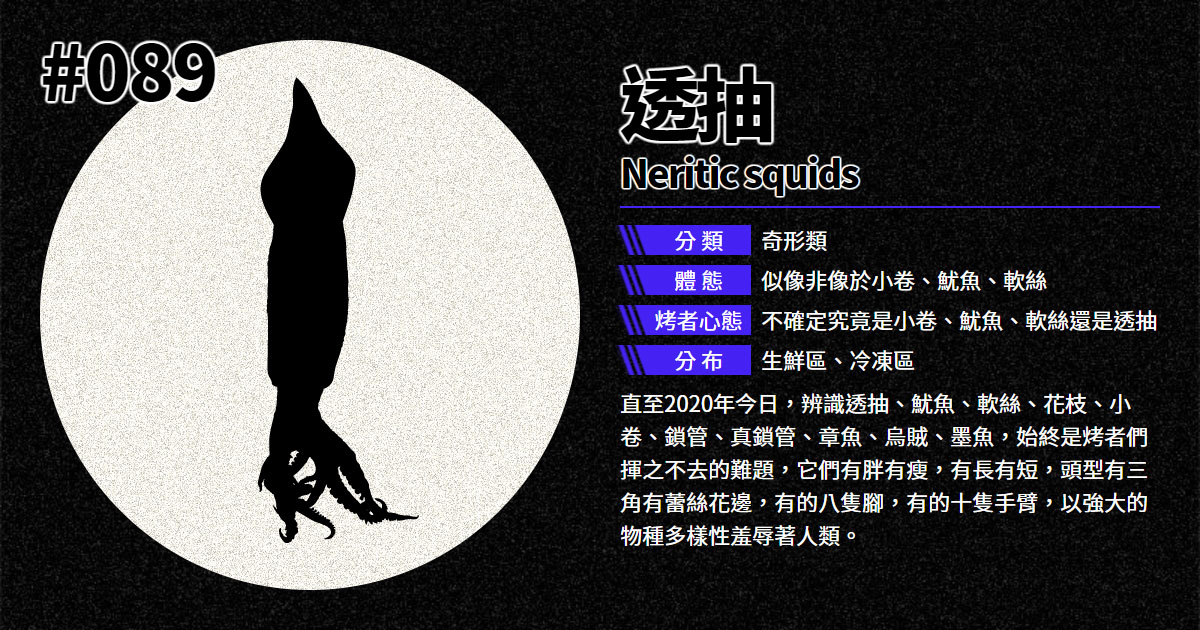 #089
透抽
Neritic squids
分類 奇形類
體態 似像非像於小卷、魷魚、軟絲
烤者心態 不確定究竟是小卷、魷魚、軟絲還是透抽
分布 生鮮區、冷凍區
直至2020年今日，辨識透抽、魷魚、軟絲、花枝、小
卷、鎖管、真鎖管、章魚、烏賊、墨魚，始終是烤者們
揮之不去的難題，它們有胖有瘦，有長有短，頭型有三
角有蕾絲花邊，有的八隻腳，有的十隻手臂，以強大的
物種多樣性羞辱著人類。